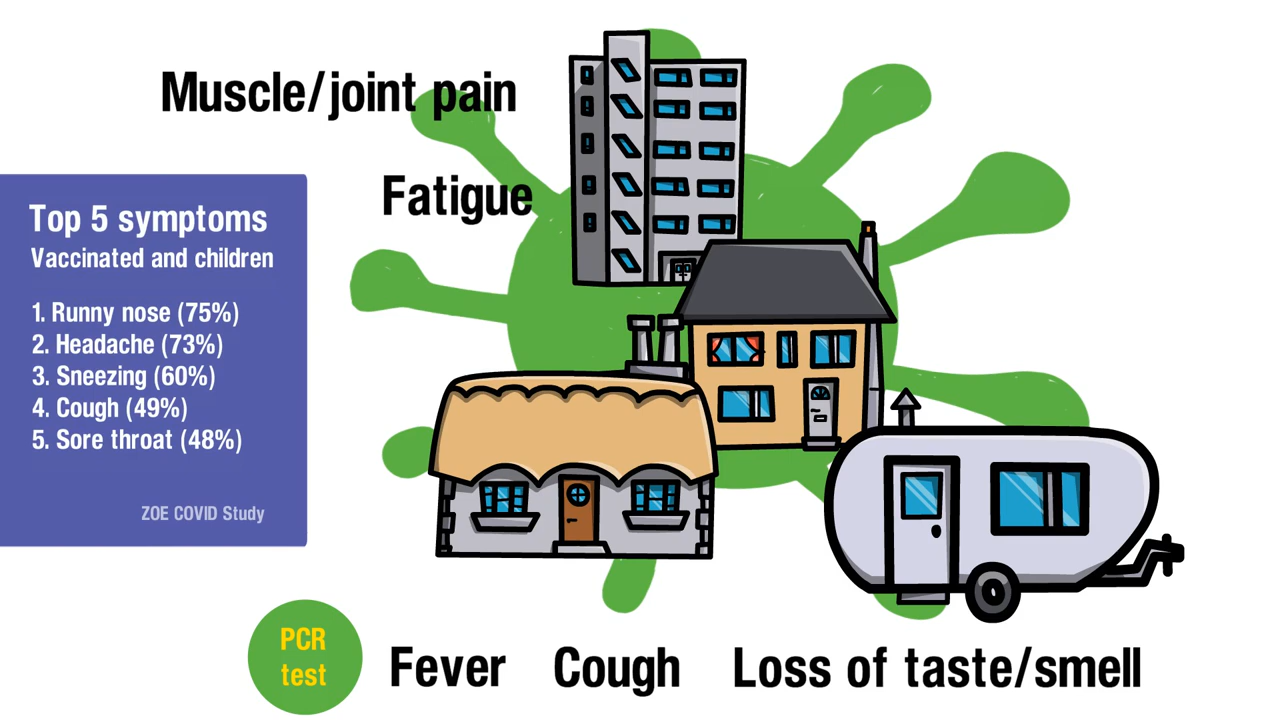 Muscle/joint pain
Fatigue
Top 5 symptoms
Vaccinated and children
1. Runny nose (75%)
2. Headache (73%)
3. Sneezing (60%)
4. Cough (49%)
5. Sore throat (48%)
ZOE COVID Study
PCR
test
Fever Cough Loss of taste/smell